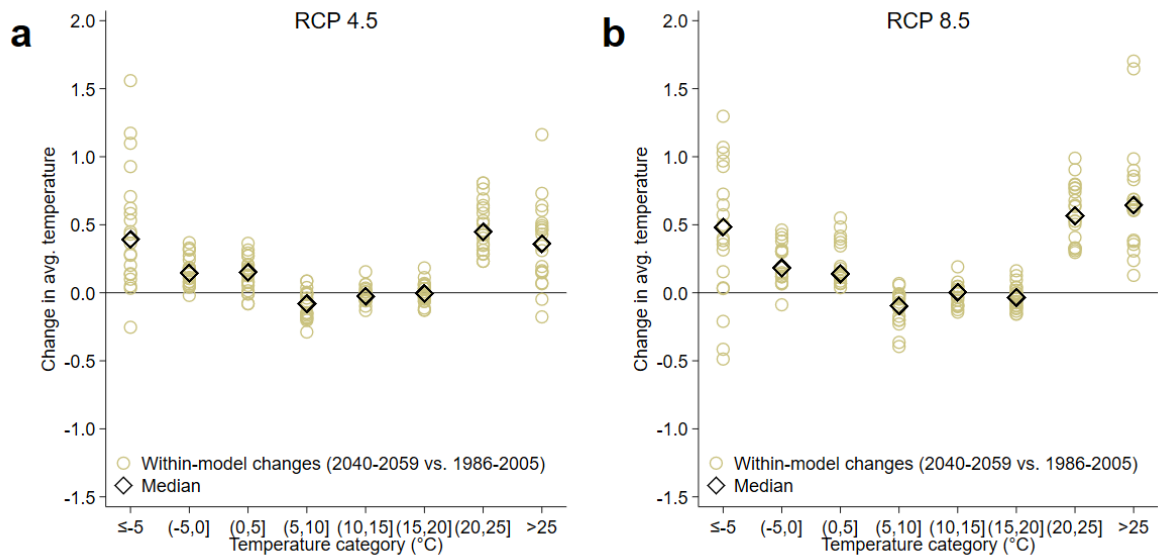 a
RCP 4.5
Change in avg. temperature
2.0
1.5
1.0
0.5
0.0
-0.5
-1.0
-1.5
Within-model changes (2040-2059 vs. 1986-2005)
Median
≤-5 (-5,0] (0,5] (5,10] (10,15] (15,20] (20,25] >25
Temperature category (°C)
b
RCP 8.5
Change in avg. temperature
2.0
1.5
1.0
0.5
0.0
-0.5
-1.0
-1.5
Within-model changes (2040-2059 vs. 1986-2005)
Median
≤-5 (-5,0] (0,5] (5,10] (10,15] (15,20] (20,25] >25
Temperature category (°C)